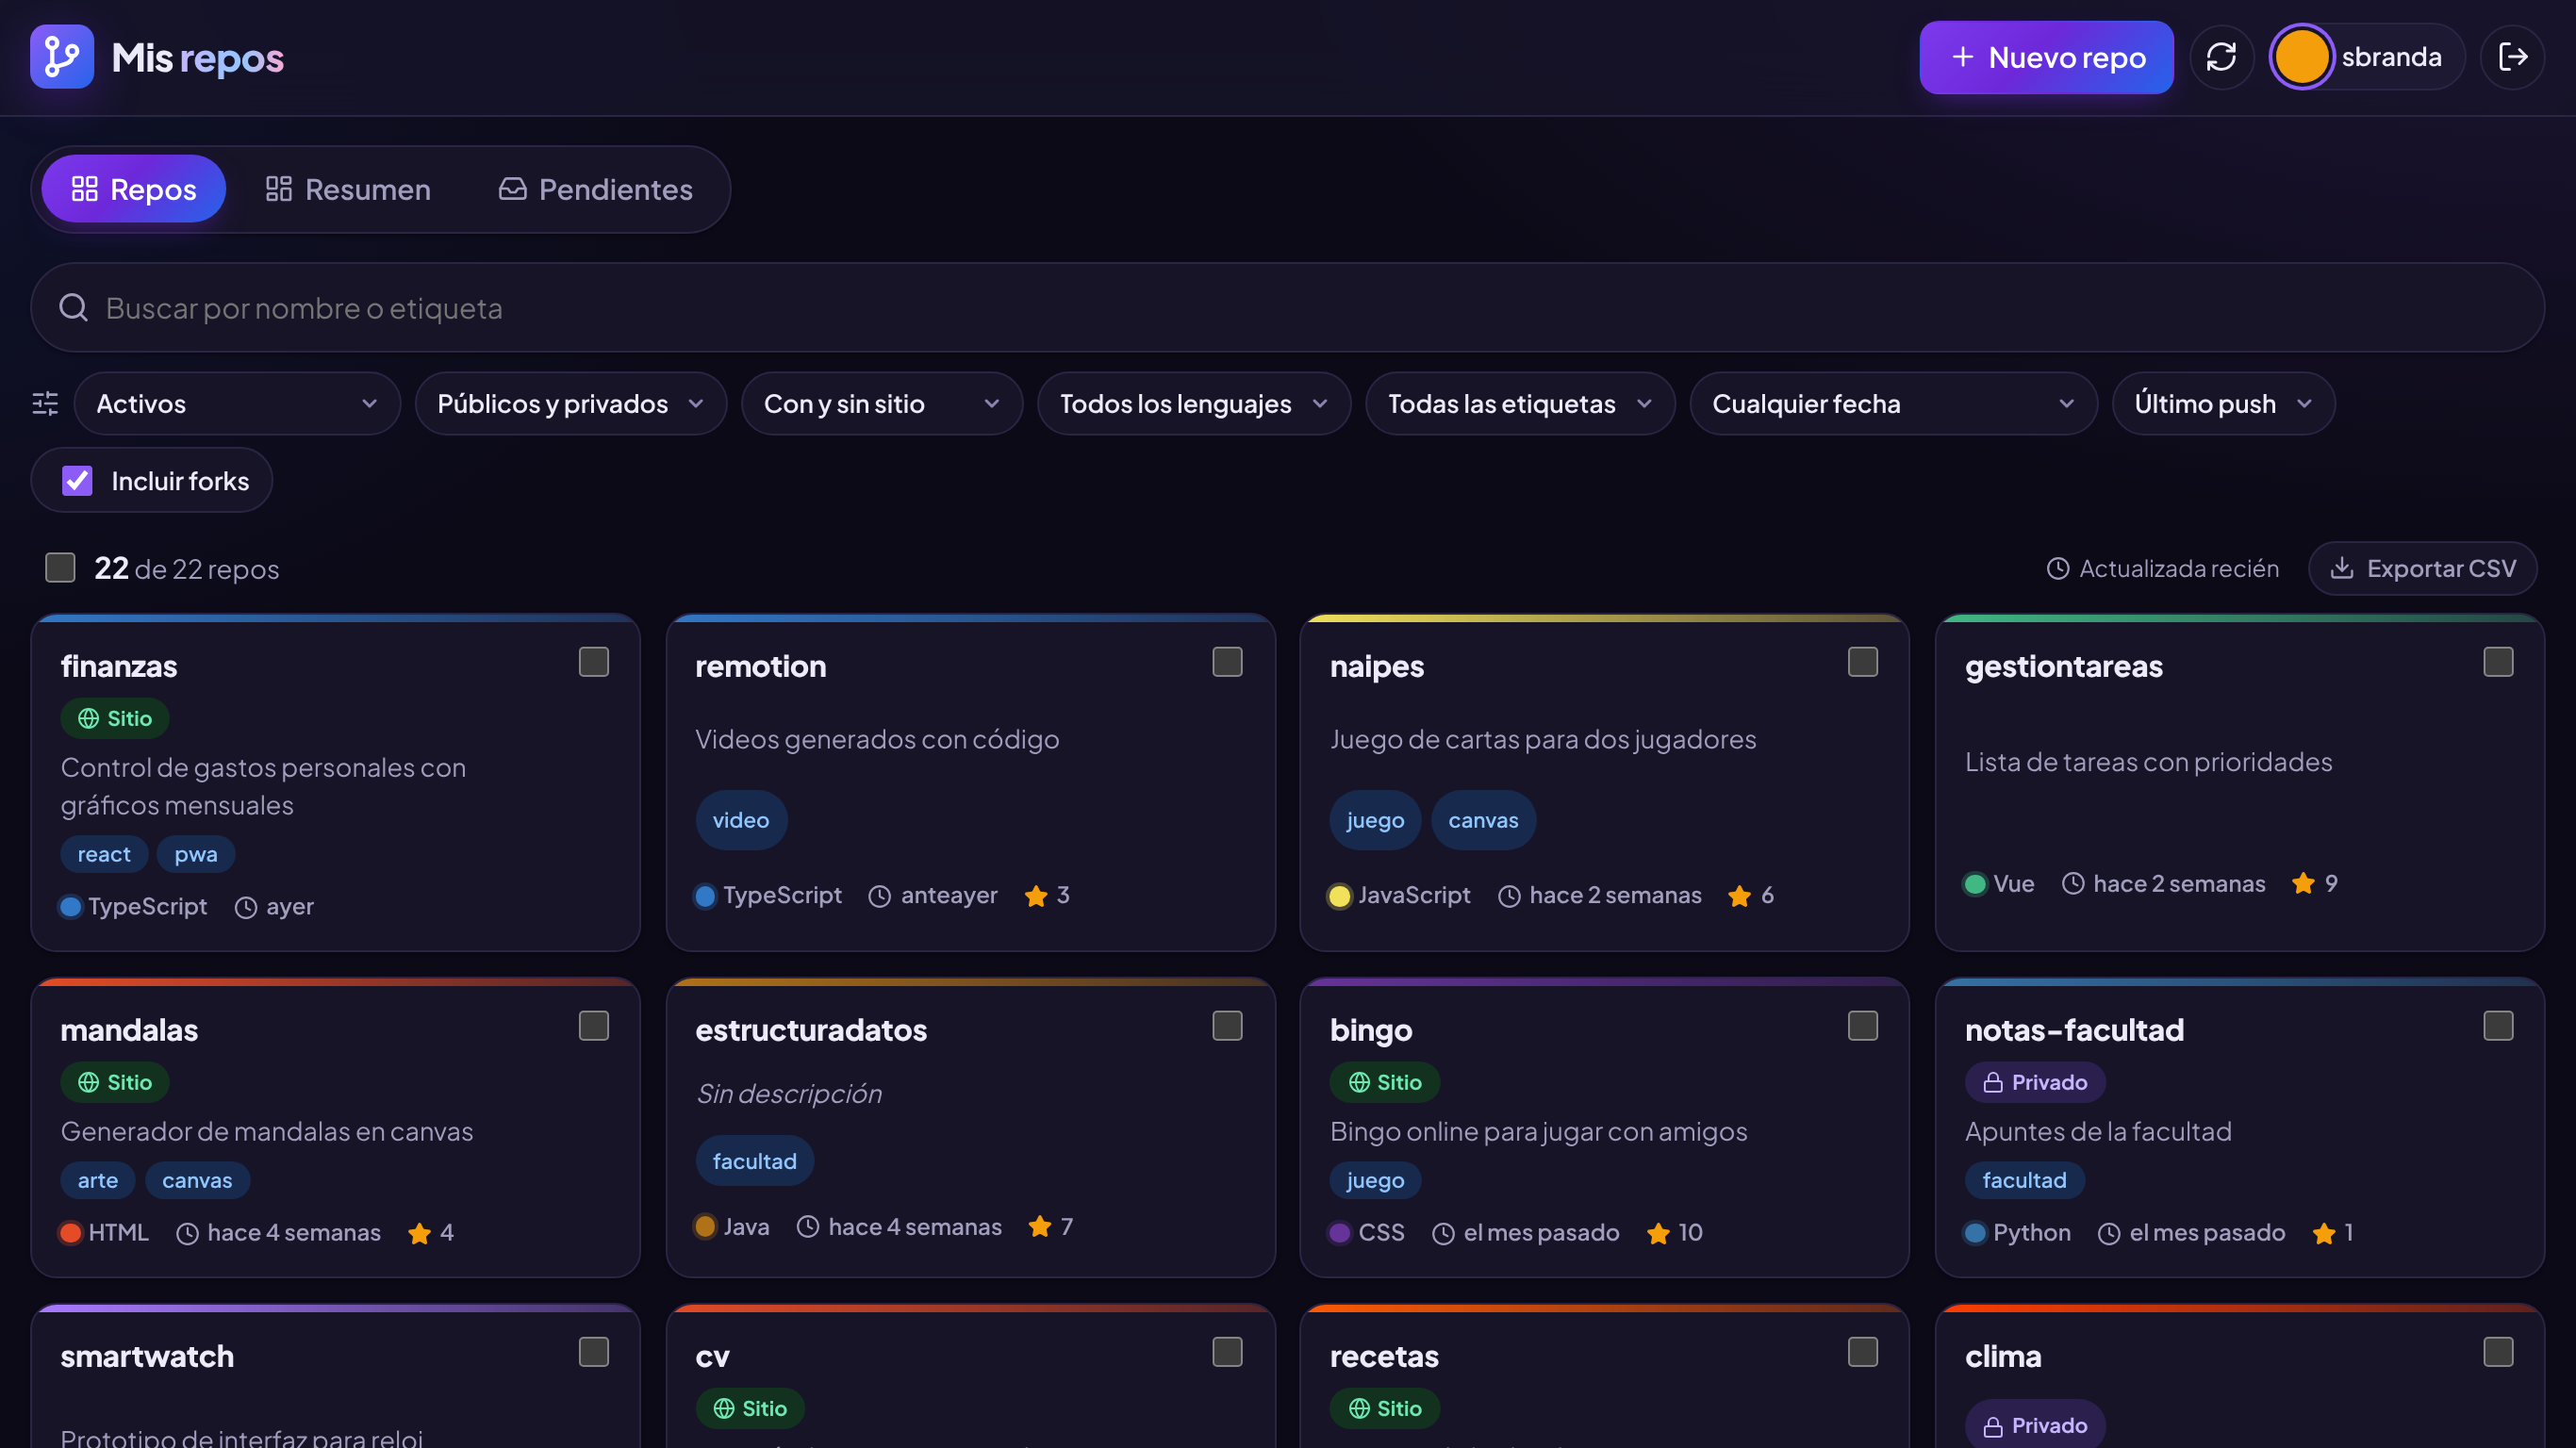 Mis repos
Nuevo repo
sbranda
Repos
Resumen
Pendientes
Buscar por nombre o etiqueta
Activos
Públicos y privados
Con y sin sitio
Todos los lenguajes
Todas las etiquetas
Cualquier fecha
Último push
Incluir forks
22 de 22 repos
Actualizada recién
Exportar CSV
finanzas
Sitio
Control de gastos personales con
gráficos mensuales
react
pwa
TypeScript
ayer
remotion
Videos generados con código
video
TypeScript
anteayer
3
naipes
Juego de cartas para dos jugadores
juego
canvas
JavaScript
hace 2 semanas
6
gestiontareas
Lista de tareas con prioridades
Vue
hace 2 semanas
9
mandalas
Sitio
Generador de mandalas en canvas
arte
canvas
HTML
hace 4 semanas
4
estructuradatos
Sin descripción
facultad
Java
hace 4 semanas
7
bingo
Sitio
Bingo online para jugar con amigos
juego
CSS
el mes pasado
10
notas-facultad
Privado
Apuntes de la facultad
facultad
Python
el mes pasado
1
smartwatch
Prototipo de interfaz para reloj
cv
Sitio
recetas
Sitio
clima
Privado